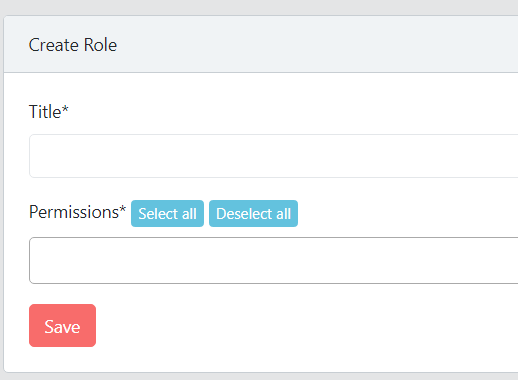 Create Role
Title*
Permissions* Select all Deselect all
Save